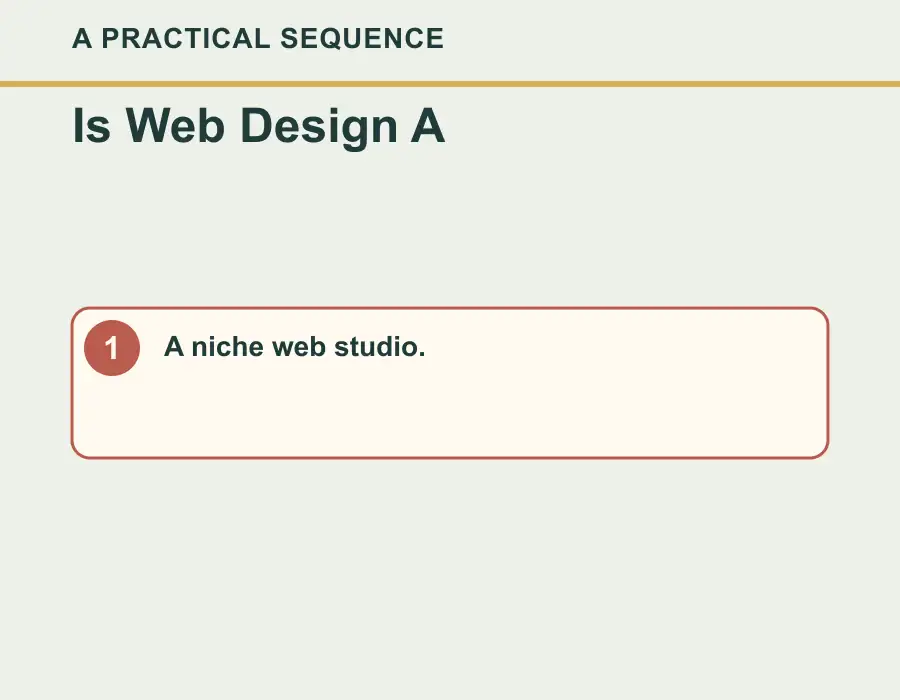 A PRACTICAL SEQUENCE
Is Web Design A
1
A niche web studio.